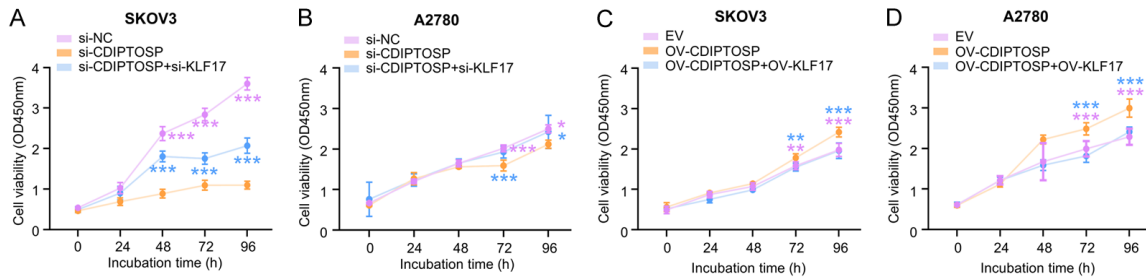 A
SKOV3
si-NC
si-CDIPTOSP
si-CDIPTOSP+si-KLF17
Cell viability (OD450nm)
4
3
2
1
0
***
***
***
***
***
***
0 24 48 72 96
Incubation time (h)
B
A2780
si-NC
si-CDIPTOSP
si-CDIPTOSP+si-KLF17
Cell viability (OD450nm)
4
3
2
1
0
*
***
*
***
0 24 48 72 96
Incubation time (h)
C
SKOV3
EV
OV-CDIPTOSP
OV-CDIPTOSP+OV-KLF17
Cell viability (OD450nm)
4
3
2
1
0
***
***
**
**
0 24 48 72 96
Incubation time (h)
D
A2780
EV
OV-CDIPTOSP
OV-CDIPTOSP+OV-KLF17
Cell viability (OD450nm)
4
3
2
1
0
***
***
***
***
0 24 48 72 96
Incubation time (h)